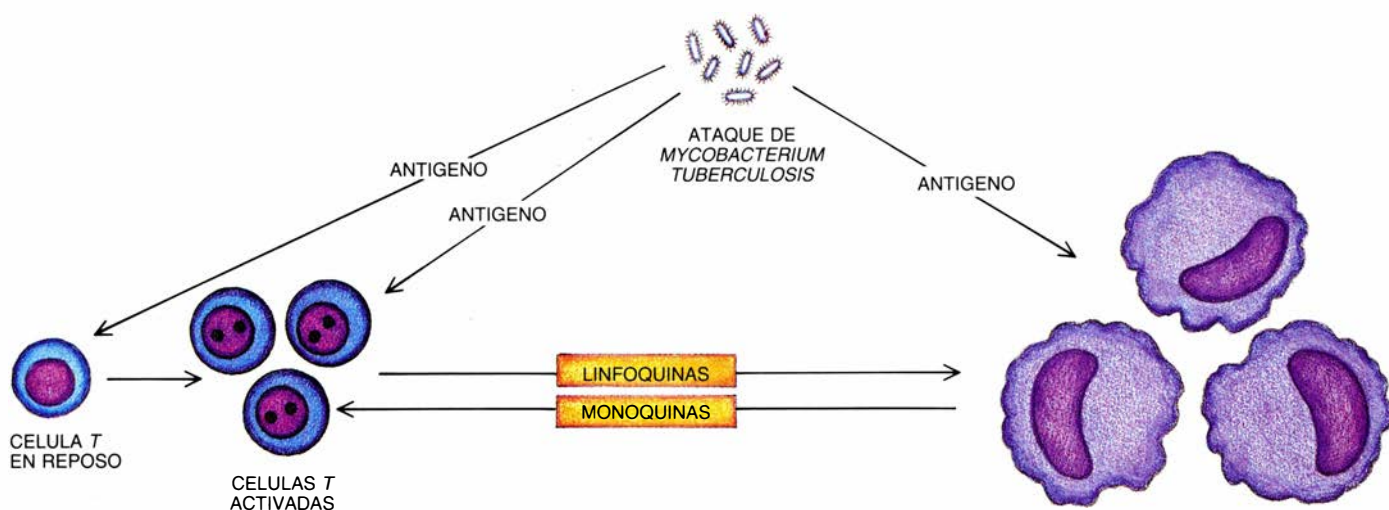 ATAQUE DE
MYCOBACTERIUM
TUBERCULOSIS
ANTIGENO
ANTIGENO
ANTIGENO
LINFOQUINAS
MONOQUINAS
CELULA T
EN REPOSO
CELULAS T
ACTIVADAS